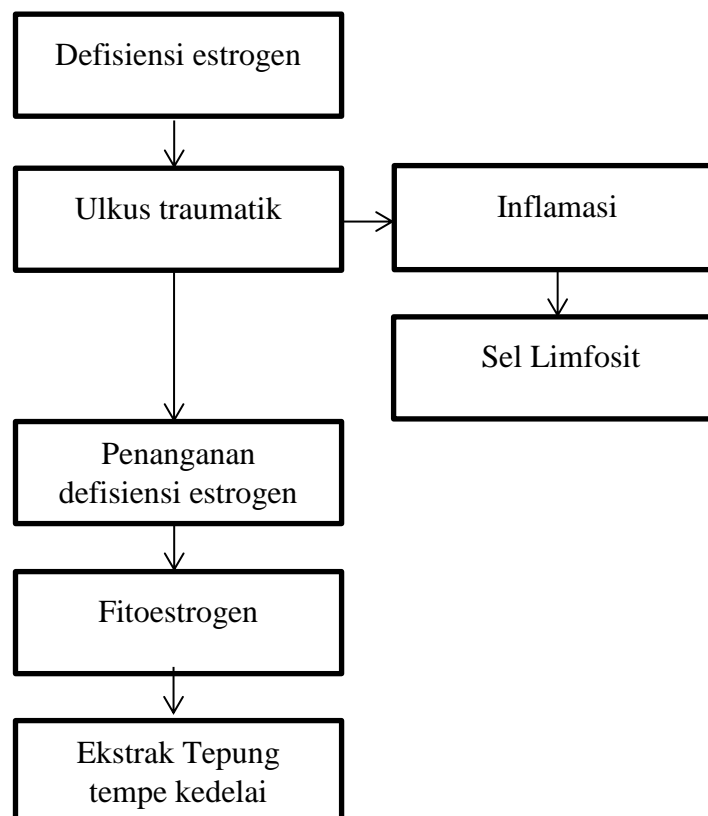 Defisiensi estrogen
Ulkus traumatik
Inflamasi
Sel Limfosit
Penanganan
defisiensi estrogen
Fitoestrogen
Ekstrak Tepung
tempe kedelai